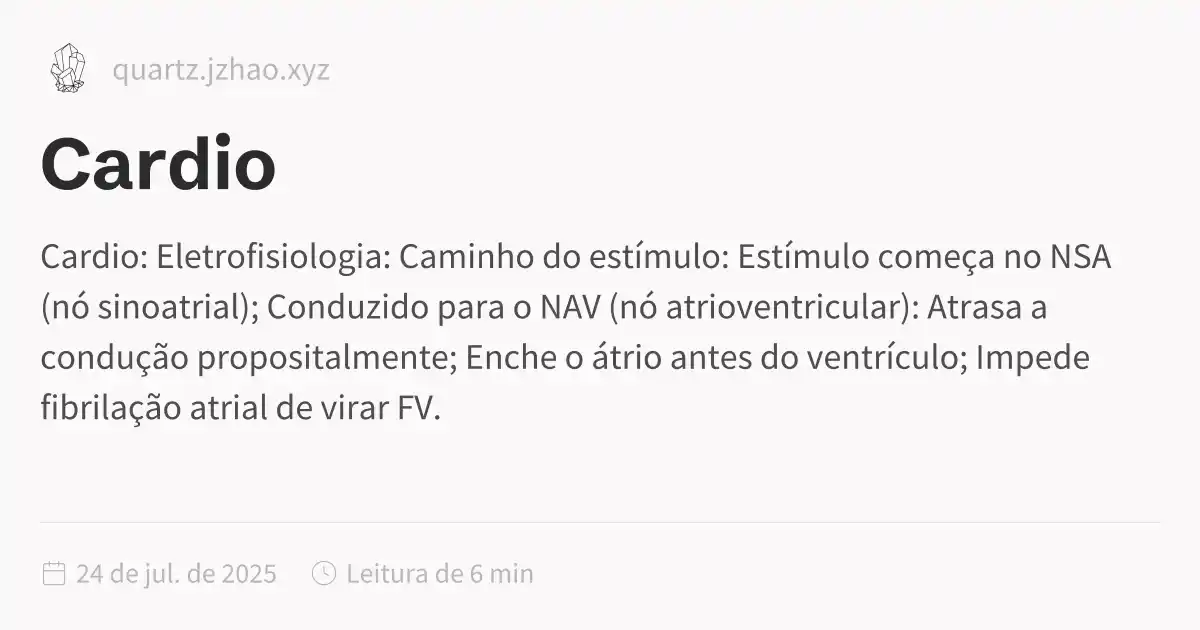 quartz.jzhao.xyz
Cardio
Cardio: Eletrofisiologia: Caminho do estímulo: Estímulo começa no NSA
(nó sinoatrial); Conduzido para o NAV (nó atrioventricular): Atrasa a
condução propositalmente; Enche o átrio antes do ventrículo; Impede
fibrilação atrial de virar FV.
24 de jul. de 2025 Leitura de 6 min